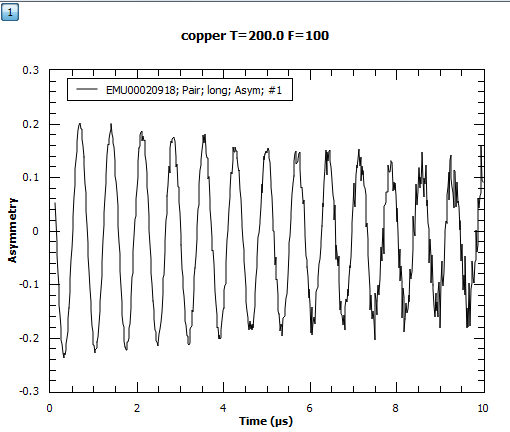 1
copper T=200.0 F=100
EMU00020918; Pair; long; Asym; #1
0.3
0.2
0.1
0
-0.1
-0.2
-0.3
Asymmetry
0 2 4 6 8 10
Time (µs)